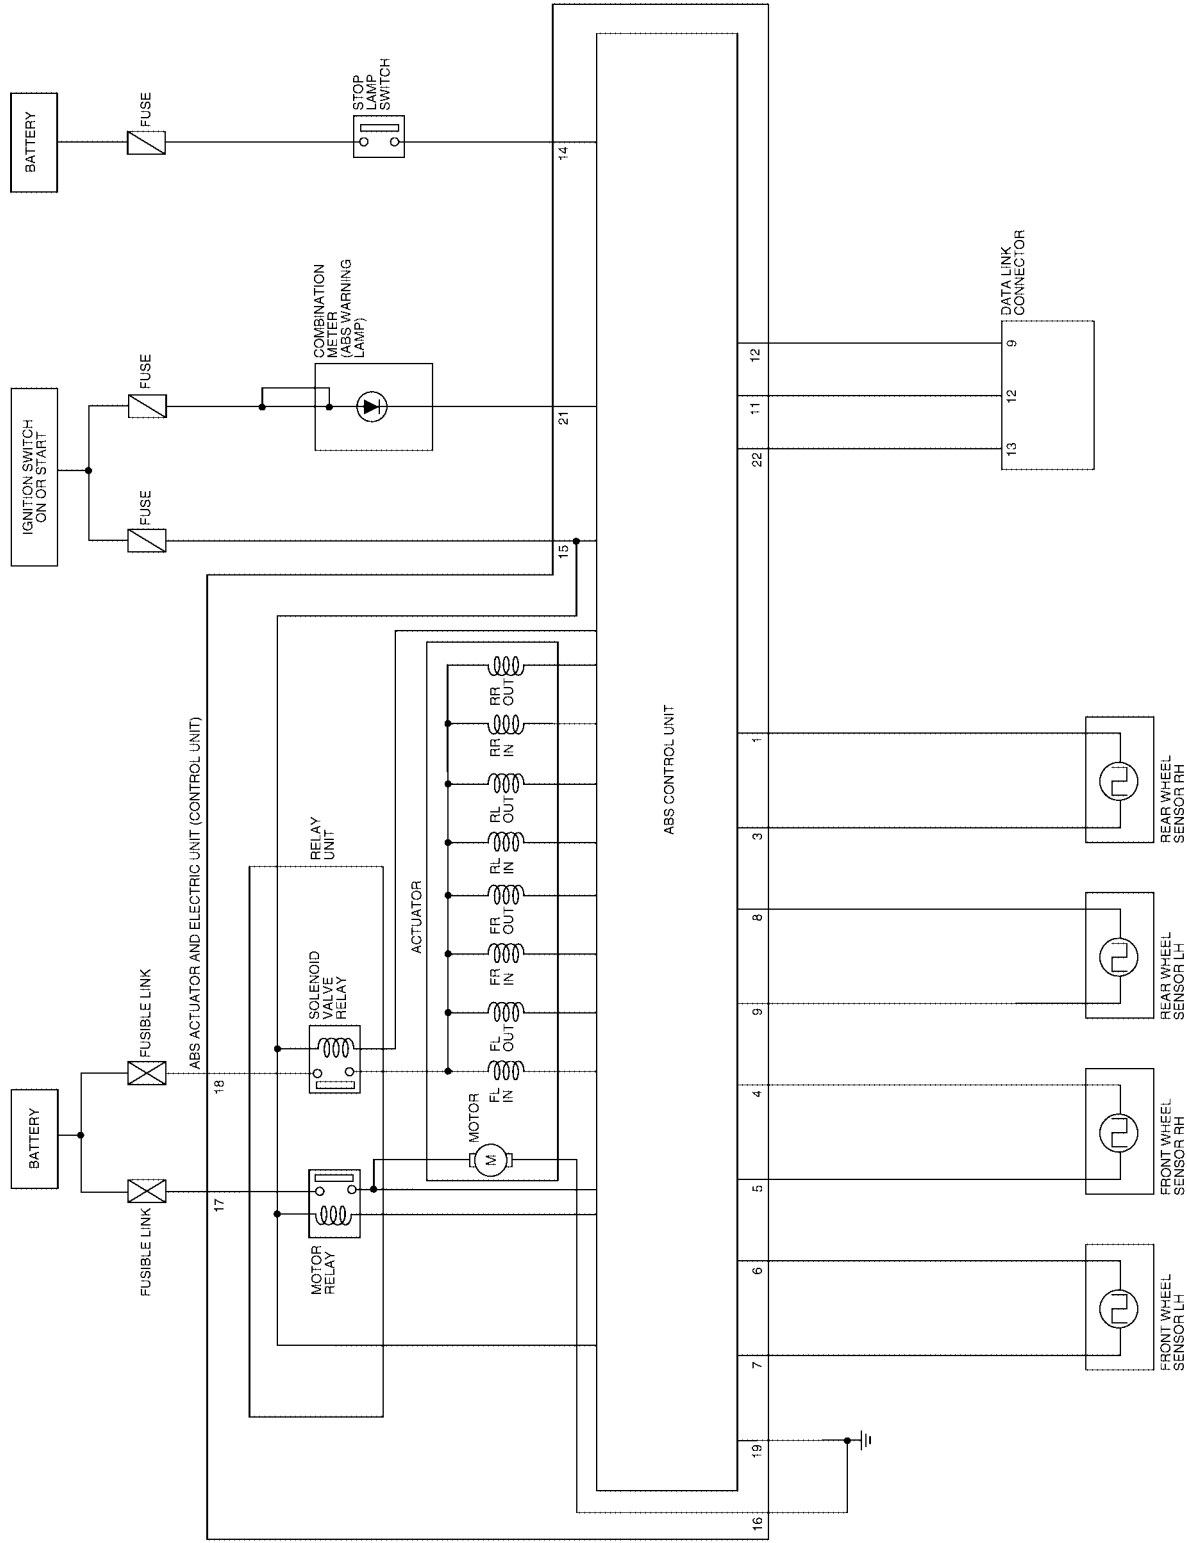 BATTERY
FUSE
STOP
LAMP
SWITCH
14
IGNITION SWITCH
ON OR START
FUSE
FUSE
COMBINATION
METER
(ABS WARNING
LAMP)
21
15
BATTERY
FUSIBLE LINK
FUSIBLE LINK
18
17
ABS ACTUATOR AND ELECTRIC UNIT (CONTROL UNIT)
RELAY
UNIT
SOLENOID
VALVE
RELAY
MOTOR
RELAY
ACTUATOR
MOTOR
M
FL
IN
FL
OUT
FR
IN
FR
OUT
RL
IN
RL
OUT
RR
IN
RR
OUT
ABS CONTROL UNIT
16
19
7
6
5
4
9
8
3
1
22
11
12
13
12
9
DATA LINK
CONNECTOR
FRONT WHEEL
SENSOR LH
FRONT WHEEL
SENSOR RH
REAR WHEEL
SENSOR LH
REAR WHEEL
SENSOR RH